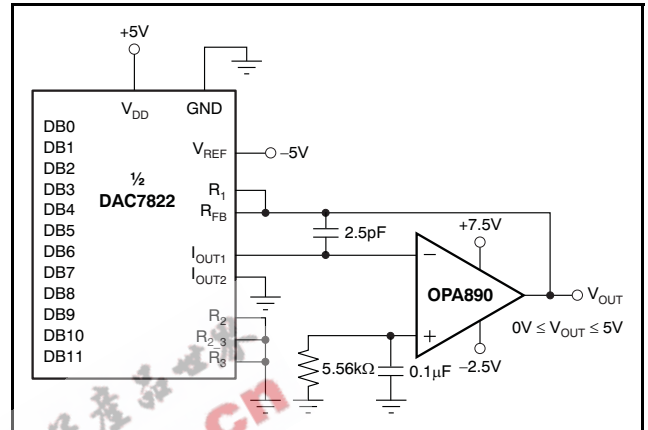 +5V
V_DD GND
DB0
DB1
DB2
DB3
DB4
DB5
DB6
DB7
DB8
DB9
DB10
DB11
½
DAC7822
V_REF
–5V
R_1
R_FB
I_OUT1
I_OUT2
R_2
R_2_3
R_3
2.5pF
+7.5V
–
OPA890
+
V_OUT
0V ≤ V_OUT ≤ 5V
–2.5V
5.56kΩ 0.1µF